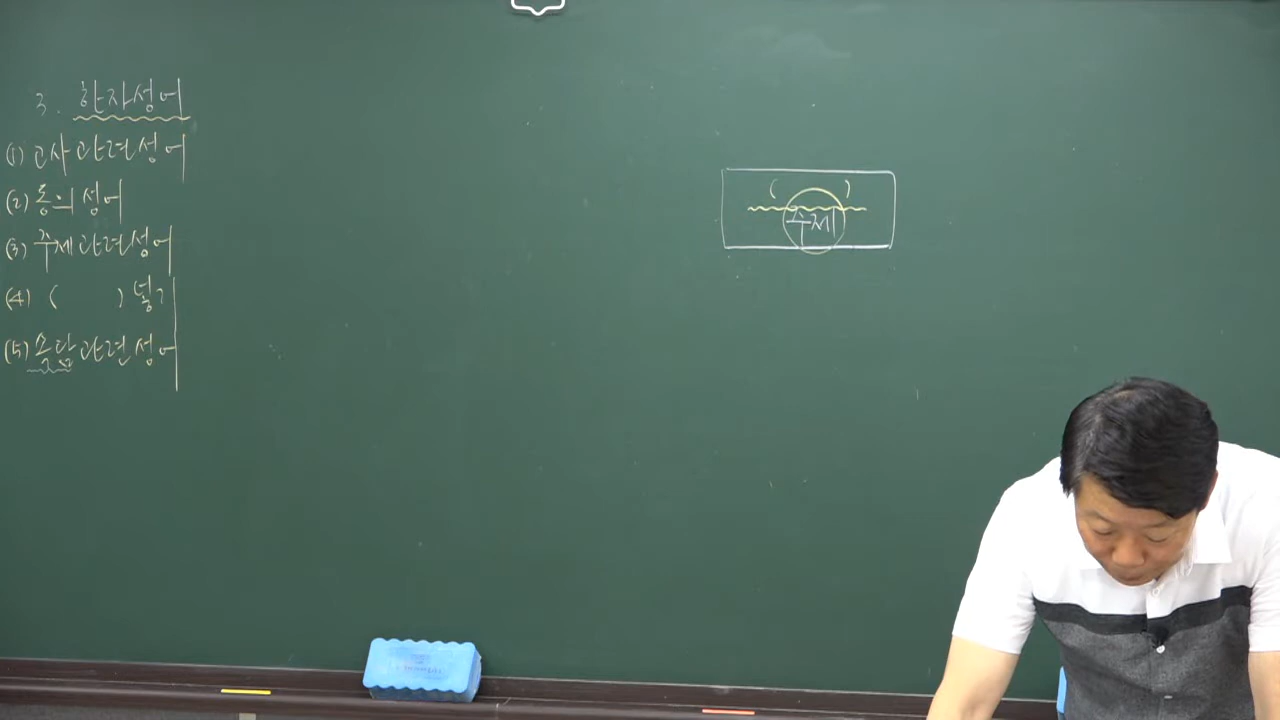 3. 한자성어
(1) 고사관련성어
(2) 동의성어
(3) 주제관련성어
(4) (      ) 넣기
(5) 속담관련성어
(      )
주제